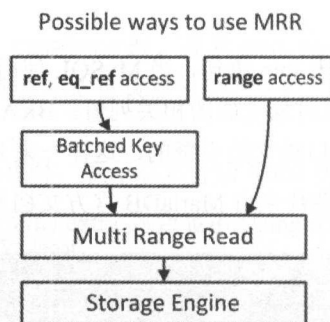 Possible ways to use MRR
ref, eq_ref access
range access
Batched Key
Access
Multi Range Read
Storage Engine